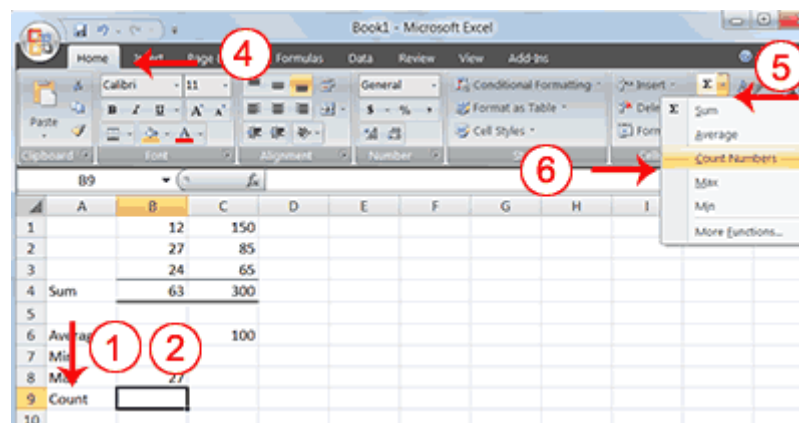 Book1 - Microsoft Excel
Home Formulas Data Review View Add-Ins
4
5
Calibri 11 General Conditional Formatting Insert Σ
Paste B I U A A $ % , Format as Table Σ Sum
A Cell Styles Average
Clipboard Font Alignment Number Count Numbers
6
B9 fx Max
A B C D E F G H I Min
1 12 150 More Functions...
2 27 85
3 24 65
4 Sum 63 300
5
6 100
7
8 27
1 2
9 Count
10